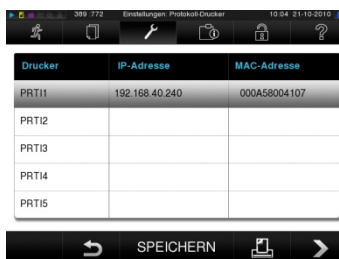 389 :772 Einstellungen: Protokoll-Drucker 10:04 21-10-2010
Drucker IP-Adresse MAC-Adresse
PRTI1 192.168.40.240 000A58004107
PRTI2
PRTI3
PRTI4
PRTI5
SPEICHERN